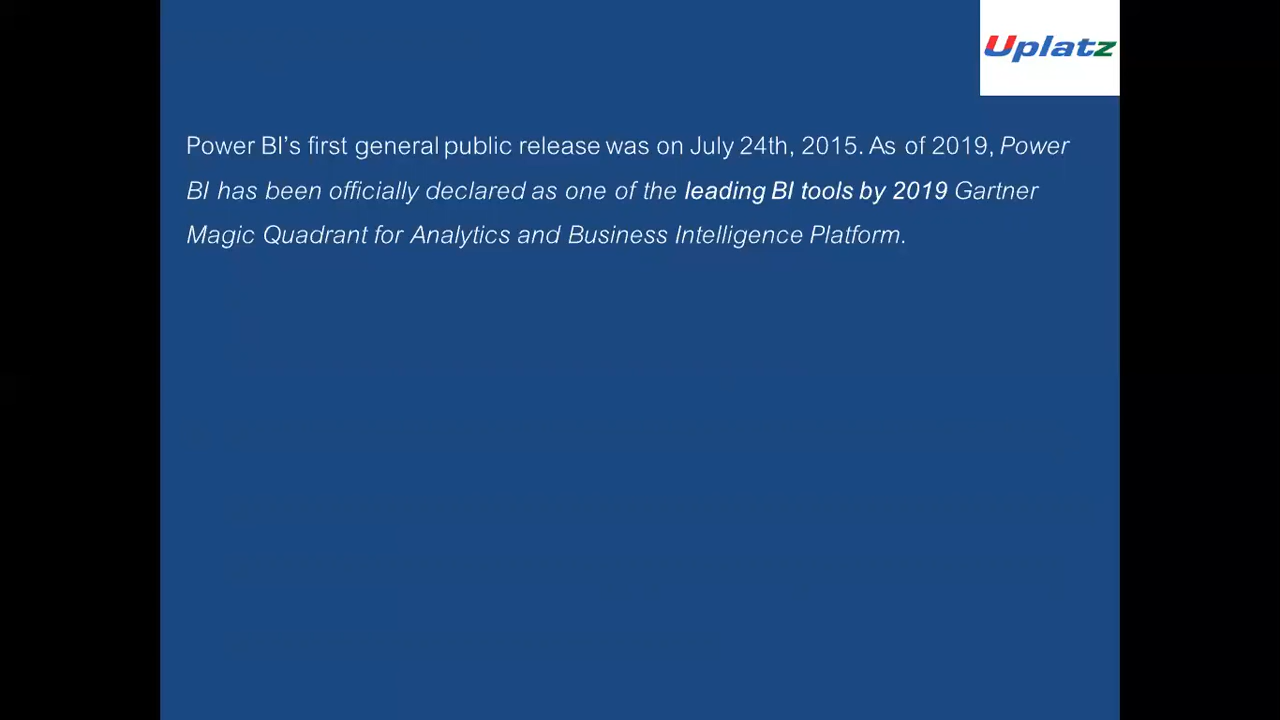 Uplatz
Power BI’s first general public release was on July 24th, 2015. As of 2019, Power
BI has been officially declared as one of the leading BI tools by 2019 Gartner
Magic Quadrant for Analytics and Business Intelligence Platform.